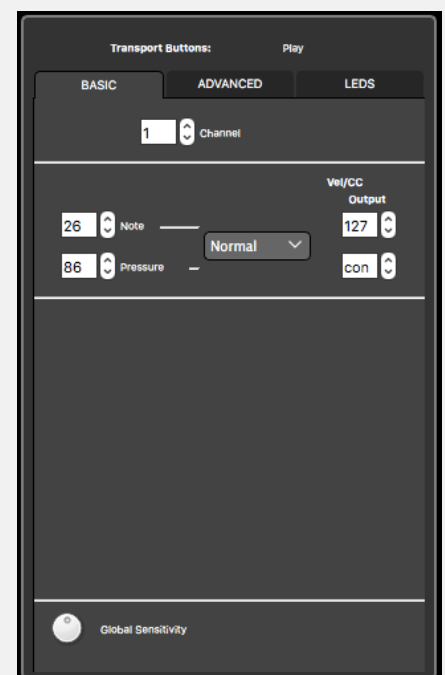 Transport Buttons: Play
BASIC ADVANCED LEDS
1 Channel
Vel/CC
Output
26 Note Normal 127
86 Pressure con
Global Sensitivity